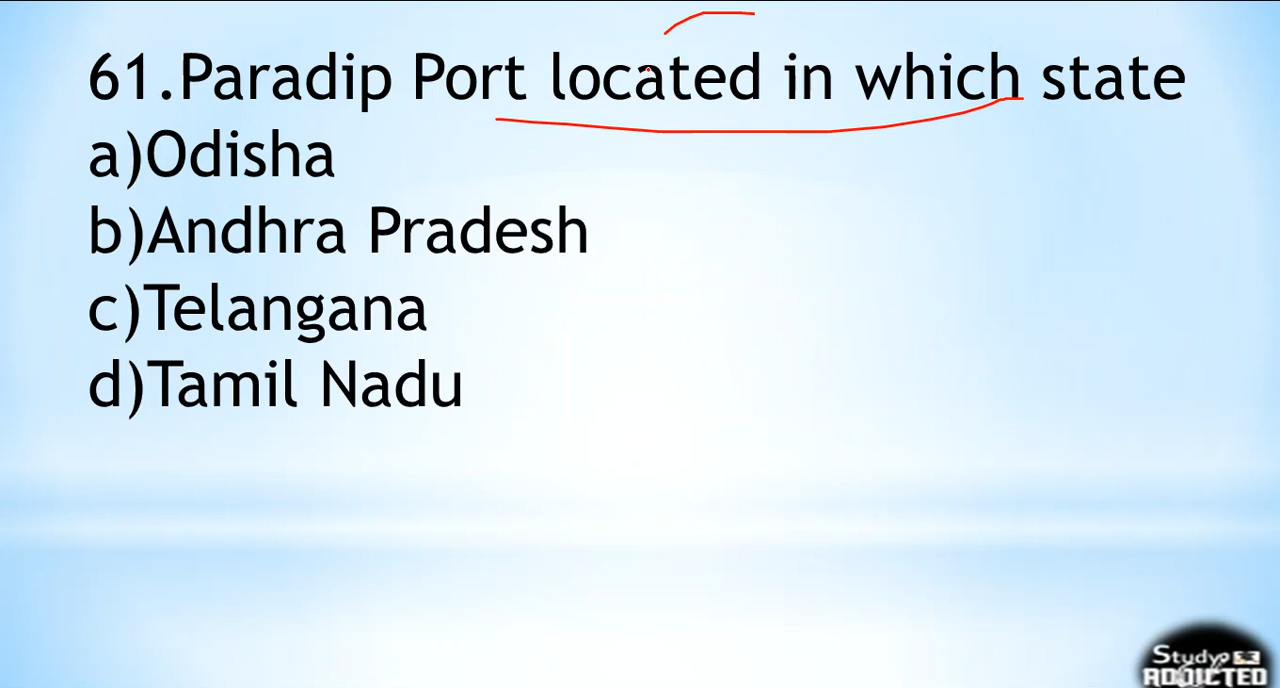 61.Paradip Port located in which state
a)Odisha
b)Andhra Pradesh
c)Telangana
d)Tamil Nadu
Study
ADDICTED